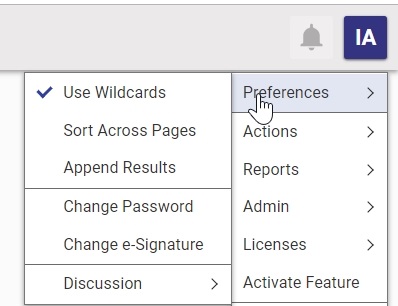 IA
Use Wildcards
Sort Across Pages
Append Results
Change Password
Change e-Signature
Discussion
Preferences
Actions
Reports
Admin
Licenses
Activate Feature